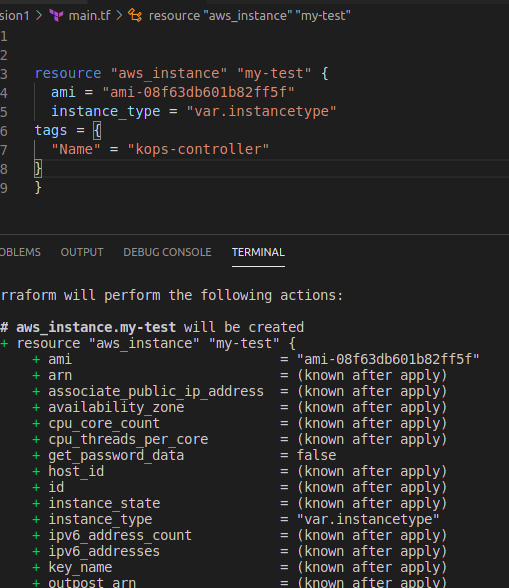 sion1 > main.tf > resource "aws_instance" "my-test"
1
2
3 resource "aws_instance" "my-test" {
4 ami = "ami-08f63db601b82ff5f"
5 instance_type = "var.instancetype"
6 tags = {
7 "Name" = "kops-controller"
8 }
9 }
OBLEMS OUTPUT DEBUG CONSOLE TERMINAL
rraform will perform the following actions:
# aws_instance.my-test will be created
+ resource "aws_instance" "my-test" {
+ ami = "ami-08f63db601b82ff5f"
+ arn = (known after apply)
+ associate_public_ip_address = (known after apply)
+ availability_zone = (known after apply)
+ cpu_core_count = (known after apply)
+ cpu_threads_per_core = (known after apply)
+ get_password_data = false
+ host_id = (known after apply)
+ id = (known after apply)
+ instance_state = (known after apply)
+ instance_type = "var.instancetype"
+ ipv6_address_count = (known after apply)
+ ipv6_addresses = (known after apply)
+ key_name = (known after apply)
+ outpost_arn = (known after apply)